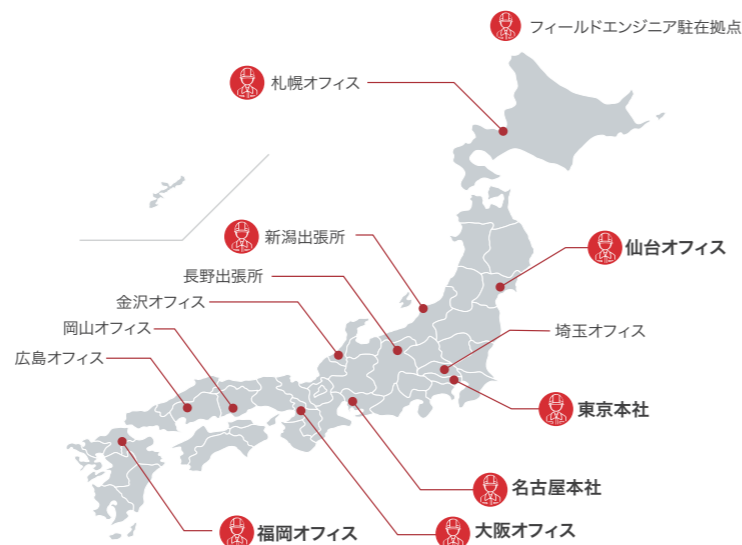 フィールドエンジニア駐在拠点
札幌オフィス
新潟出張所
仙台オフィス
長野出張所
金沢オフィス
岡山オフィス
埼玉オフィス
広島オフィス
東京本社
名古屋本社
福岡オフィス
大阪オフィス